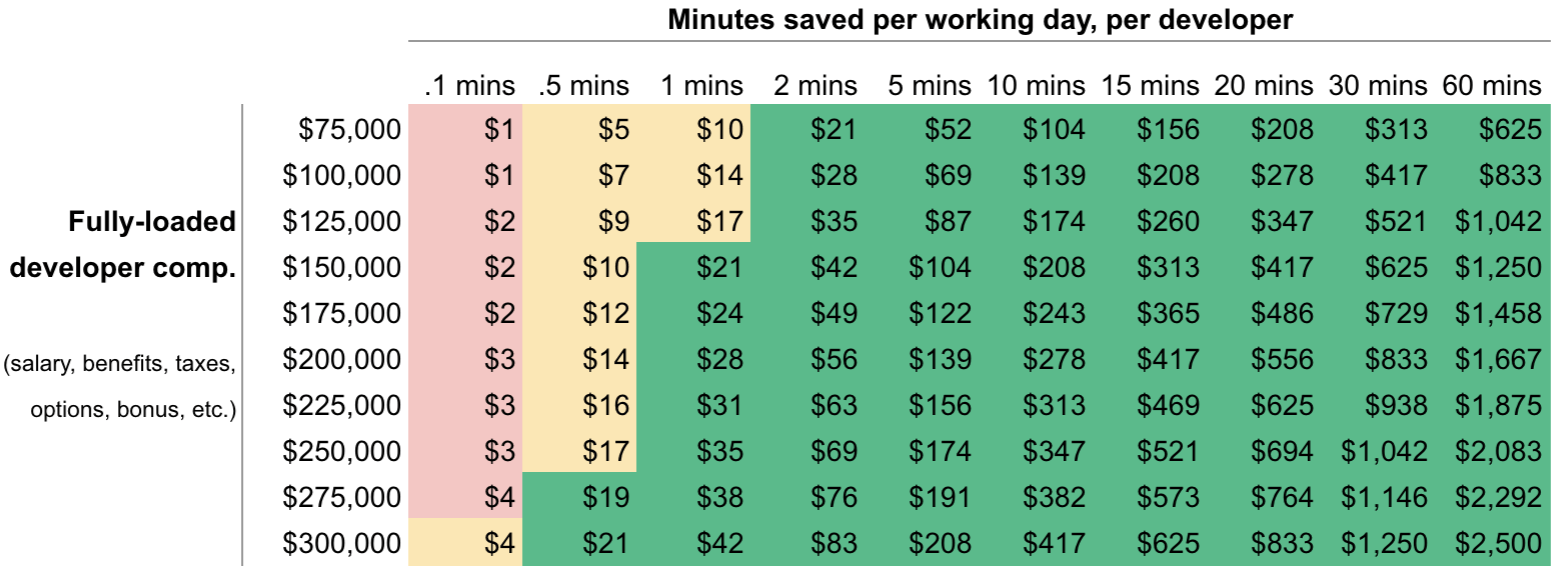 Minutes saved per working day, per developer
.1 mins .5 mins 1 mins 2 mins 5 mins 10 mins 15 mins 20 mins 30 mins 60 mins
$75,000 $1 $5 $10 $21 $52 $104 $156 $208 $313 $625
$100,000 $1 $7 $14 $28 $69 $139 $208 $278 $417 $833
Fully-loaded $125,000 $2 $9 $17 $35 $87 $174 $260 $347 $521 $1,042
developer comp. $150,000 $2 $10 $21 $42 $104 $208 $313 $417 $625 $1,250
$175,000 $2 $12 $24 $49 $122 $243 $365 $486 $729 $1,458
(salary, benefits, taxes, $200,000 $3 $14 $28 $56 $139 $278 $417 $556 $833 $1,667
options, bonus, etc.) $225,000 $3 $16 $31 $63 $156 $313 $469 $625 $938 $1,875
$250,000 $3 $17 $35 $69 $174 $347 $521 $694 $1,042 $2,083
$275,000 $4 $19 $38 $76 $191 $382 $573 $764 $1,146 $2,292
$300,000 $4 $21 $42 $83 $208 $417 $625 $833 $1,250 $2,500